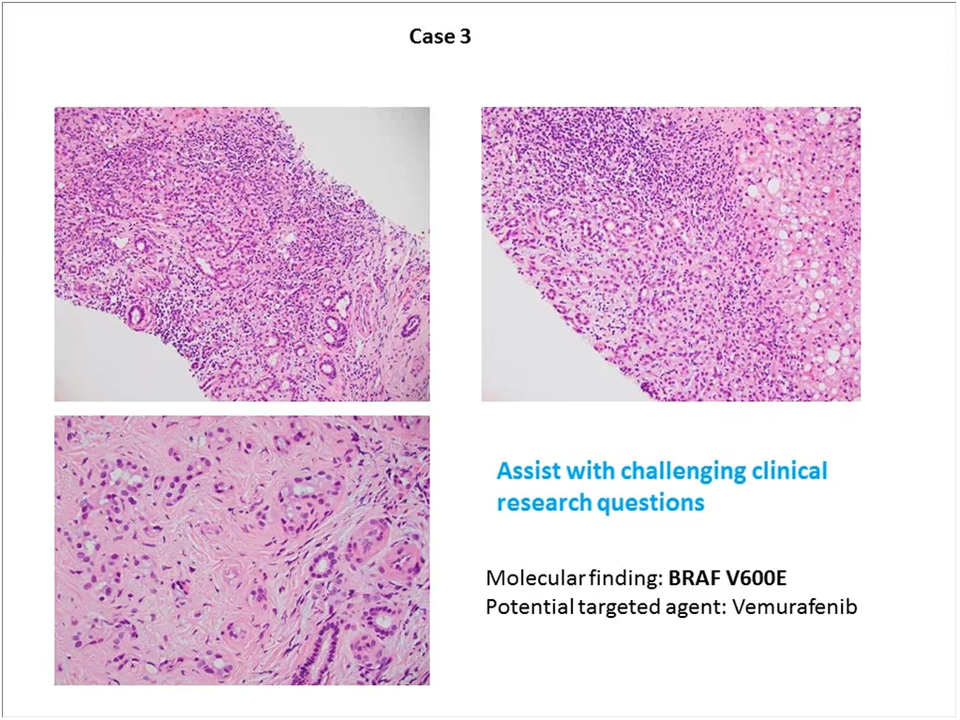 Case 3
Assist with challenging clinical
research questions
Molecular finding: BRAF V600E
Potential targeted agent: Vemurafenib